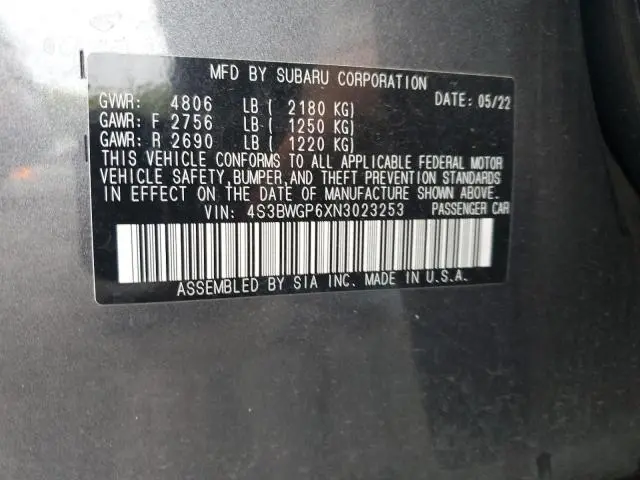 MFD BY SUBARU CORPORATION
GVWR: 4806 LB ( 2180 KG) DATE: 05/22
GAWR: F 2756 LB ( 1250 KG)
GAWR: R 2690 LB ( 1220 KG)
THIS VEHICLE CONFORMS TO ALL APPLICABLE FEDERAL MOTOR
VEHICLE SAFETY, BUMPER, AND THEFT PREVENTION STANDARDS
IN EFFECT ON THE DATE OF MANUFACTURE SHOWN ABOVE.
VIN: 4S3BWGP6XN3023253 PASSENGER CAR
ASSEMBLED BY SIA INC. MADE IN U.S.A.